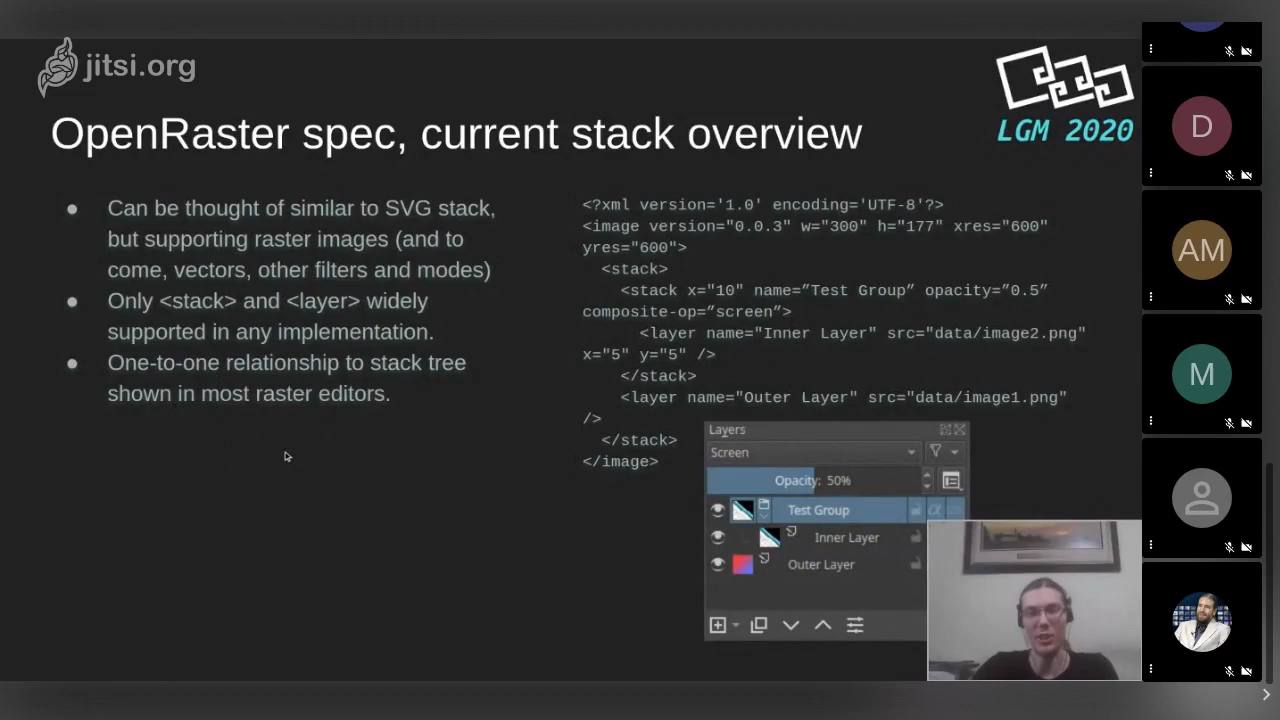 jitsi.org
LGM 2020
OpenRaster spec, current stack overview
● Can be thought of similar to SVG stack,
but supporting raster images (and to
come, vectors, other filters and modes)
● Only <stack> and <layer> widely
supported in any implementation.
● One-to-one relationship to stack tree
shown in most raster editors.
<?xml version='1.0' encoding='UTF-8'?>
<image version="0.0.3" w="300" h="177" xres="600"
yres="600">
<stack>
<stack x="10" name=”Test Group” opacity=”0.5”
composite-op=”screen”>
<layer name="Inner Layer" src="data/image2.png"
x="5" y="5" />
</stack>
<layer name="Outer Layer" src="data/image1.png"
/>
</stack>
</image>
Layers
Screen
Opacity: 50%
Test Group
Inner Layer
Outer Layer
D
AM
M